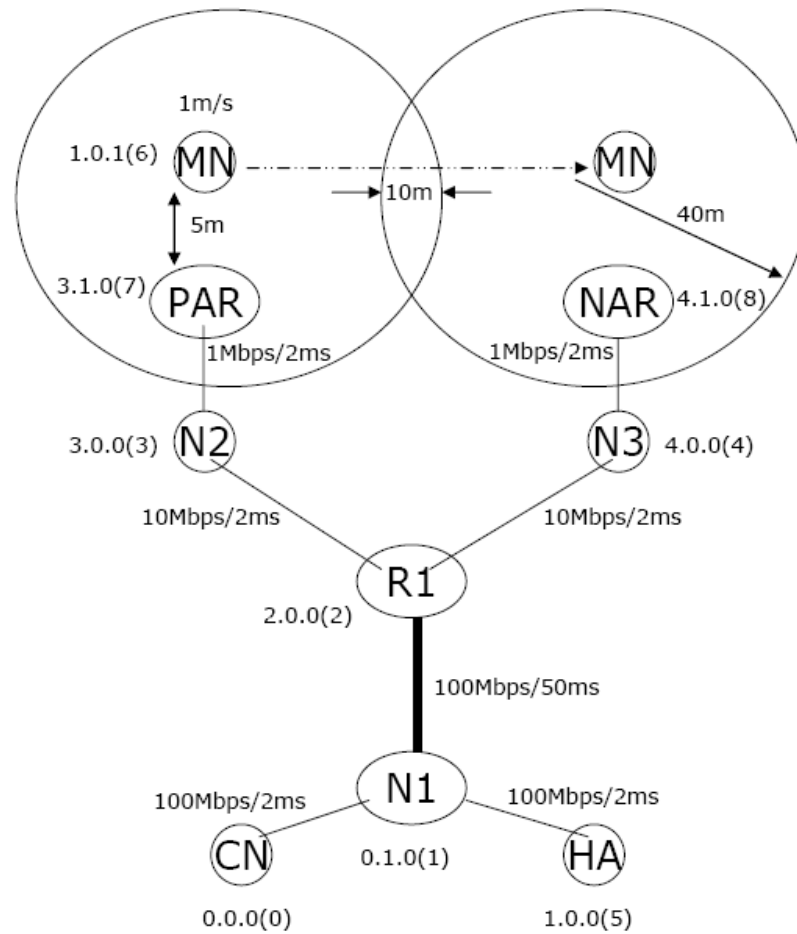 1m/s
1.0.1(6)
MN
MN
10m
40m
5m
3.1.0(7)
PAR
NAR
4.1.0(8)
1Mbps/2ms
1Mbps/2ms
3.0.0(3)
N2
N3
4.0.0(4)
10Mbps/2ms
10Mbps/2ms
R1
2.0.0(2)
100Mbps/50ms
N1
100Mbps/2ms
100Mbps/2ms
CN
0.1.0(1)
HA
0.0.0(0)
1.0.0(5)